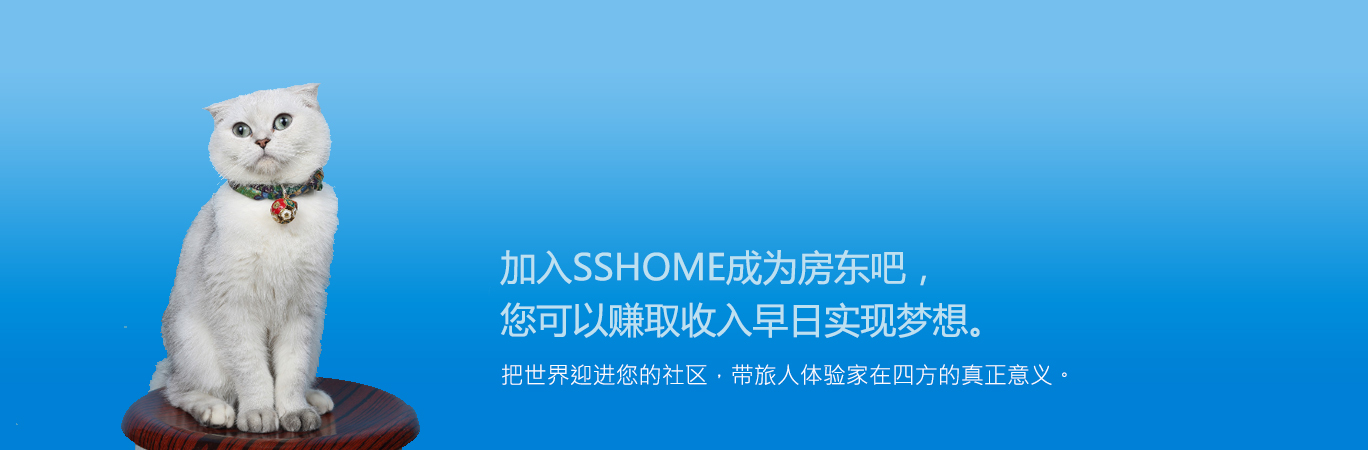 加入SSHOME成为房东吧，
您可以赚取收入早日实现梦想。
把世界迎进您的社区，带旅人体验家在四方的真正意义。